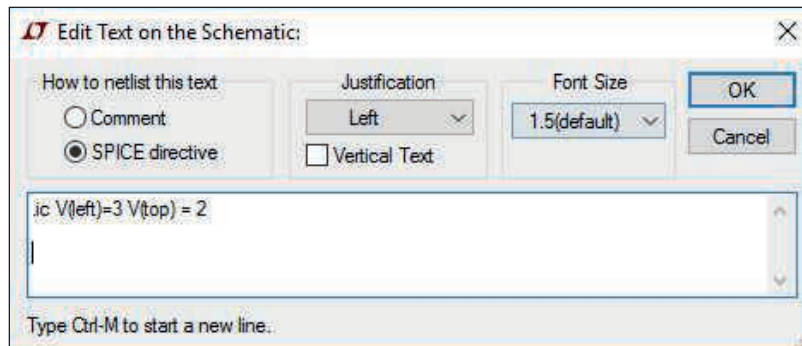 Edit Text on the Schematic:
How to netlist this text
Comment
SPICE directive
Justification
Left
Vertical Text
Font Size
1.5(default)
OK
Cancel
.ic V(left)=3 V(top) = 2
Type Ctrl-M to start a new line.